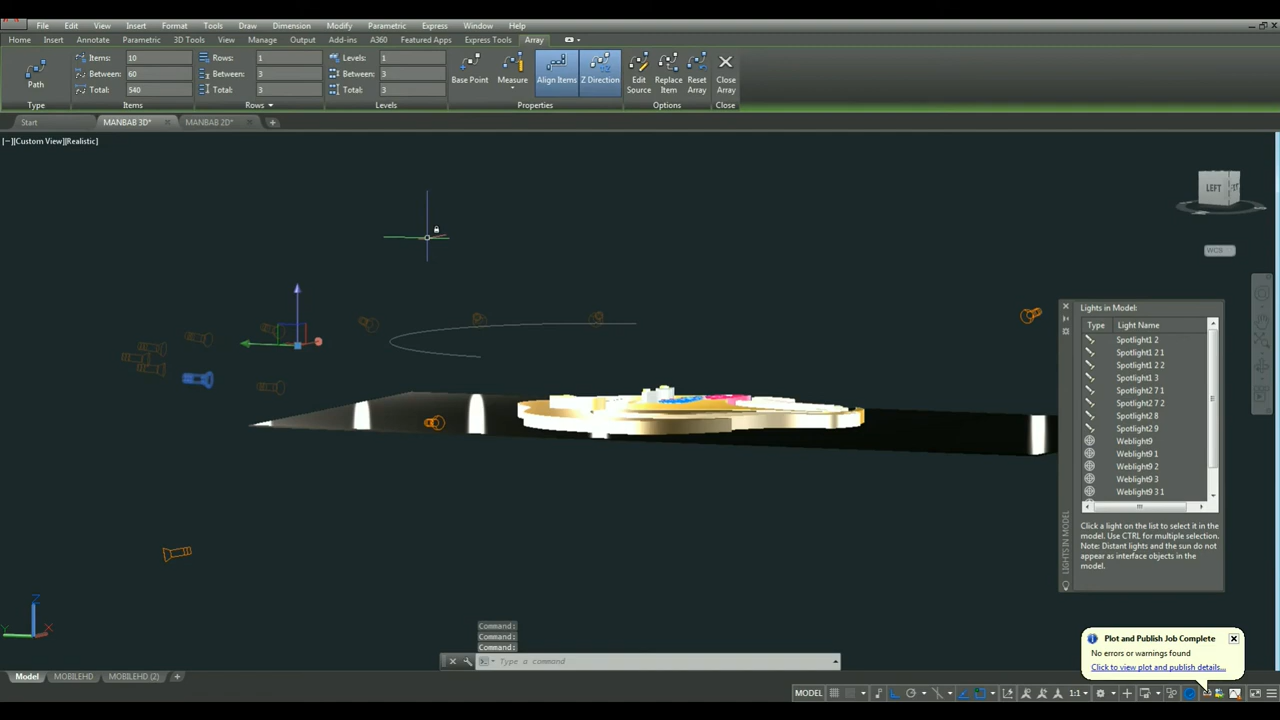 File Edit View Insert Format Tools Draw Dimension Modify Parametric Express Window Help
Home Insert Annotate Parametric 3D Tools View Manage Output Add-ins A360 Featured Apps Express Tools Array
Items: 10 Rows: 1 Levels: 1
Between: 60 Between: 3 Between: 3
Total: 540 Total: 3 Total: 3
Path Base Point Measure Align Items Z Direction Edit Source Replace Item Reset Array Close Array
Type Items Rows Levels Properties Options Close
Start MANBAB 3D* MANBAB 2D*
[−][Custom View][Realistic]
LEFT
WCS
Lights in Model:
Type Light Name
Spotlight1 2
Spotlight1 2 1
Spotlight1 2 2
Spotlight1 3
Spotlight2 7 1
Spotlight2 7 2
Spotlight2 8
Spotlight2 9
Weblight9
Weblight9 1
Weblight9 2
Weblight9 3
Weblight9 3 1
Click a light on the list to select it in the
model. Use CTRL for multiple selection.
Note: Distant lights and the sun do not
appear as interface objects in the
model.
LIGHTS IN MODEL
Z
Y X
Command:
Command:
Command:
Type a command
Plot and Publish Job Complete
No errors or warnings found
Click to view plot and publish details...
Model MOBILEHD MOBILEHD (2)
MODEL 1:1